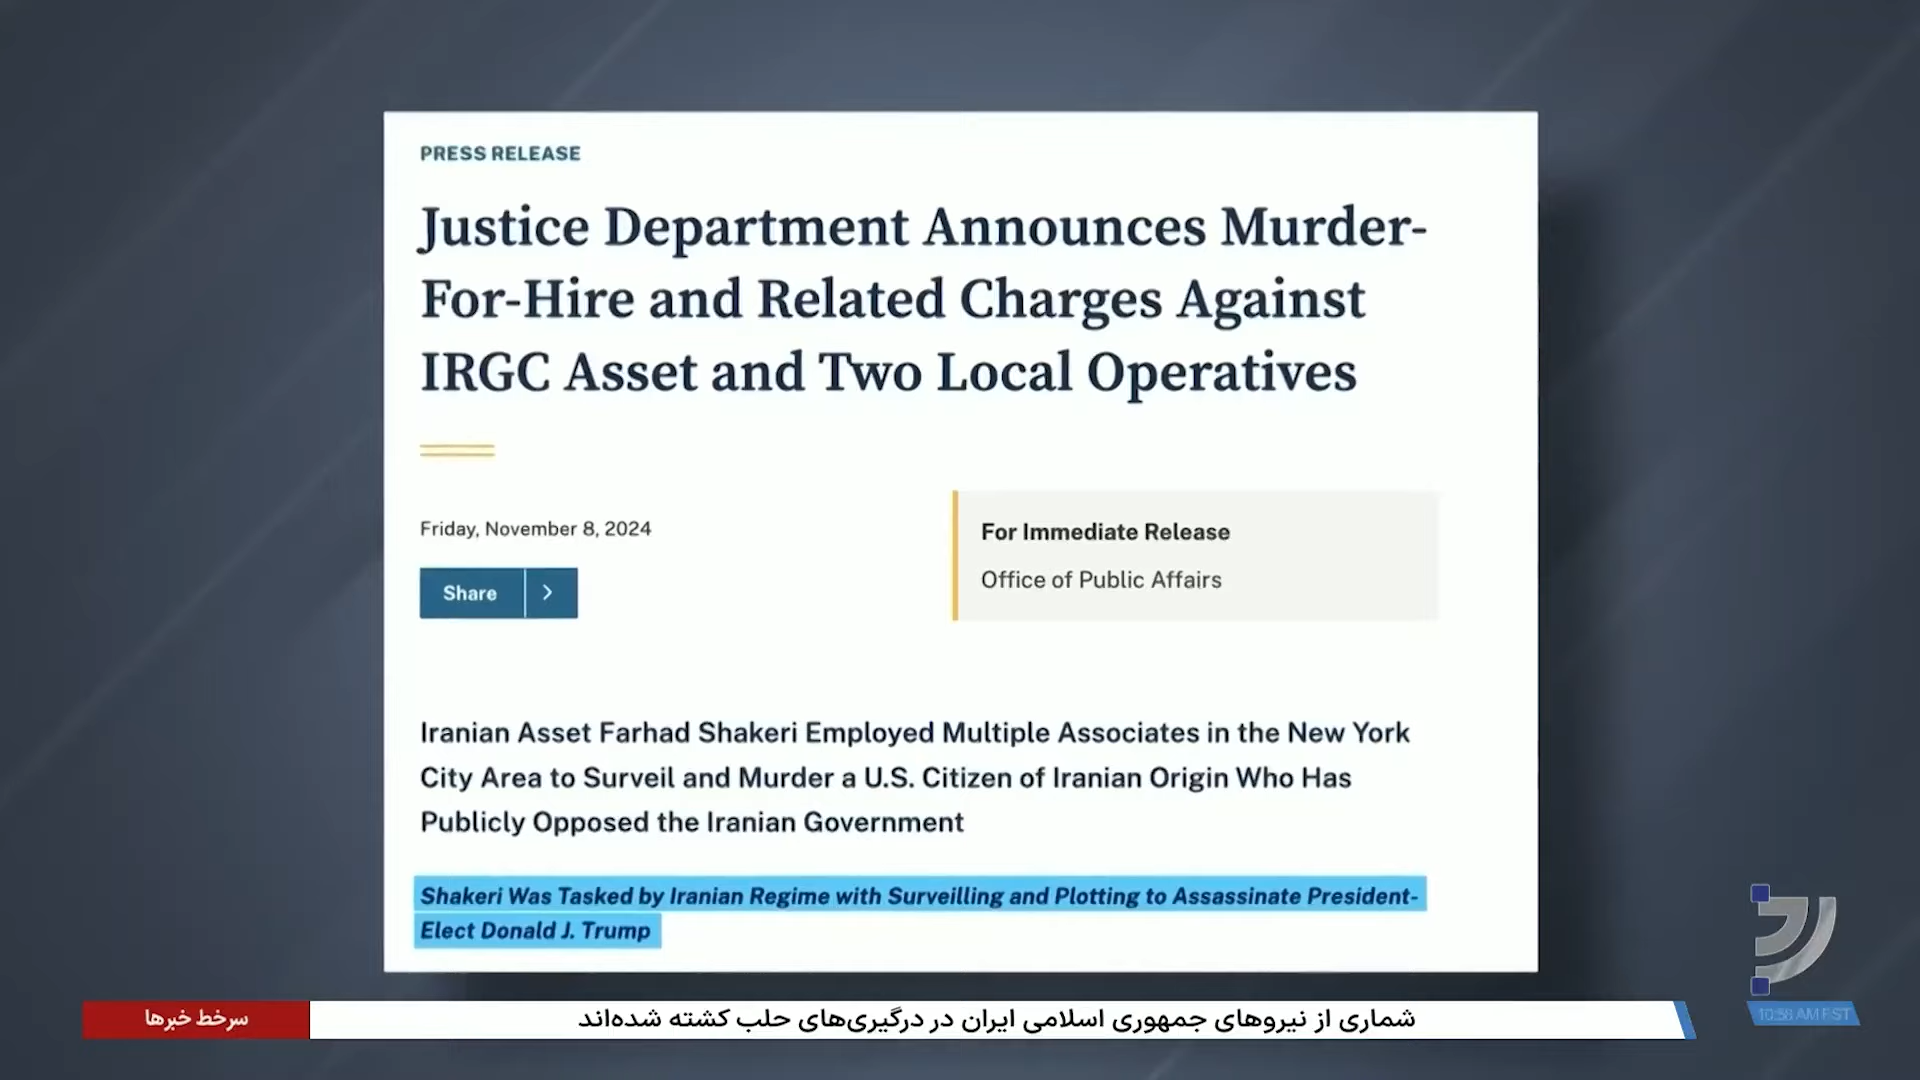 PRESS RELEASE
Justice Department Announces Murder-
For-Hire and Related Charges Against
IRGC Asset and Two Local Operatives
Friday, November 8, 2024
For Immediate Release
Office of Public Affairs
Share
Iranian Asset Farhad Shakeri Employed Multiple Associates in the New York
City Area to Surveil and Murder a U.S. Citizen of Iranian Origin Who Has
Publicly Opposed the Iranian Government
Shakeri Was Tasked by Iranian Regime with Surveilling and Plotting to Assassinate President-
Elect Donald J. Trump
سرخط خبرها
شماری از نیروهای جمهوری اسلامی ایران در درگیری‌های حلب کشته شده‌اند
10:58 AM EST